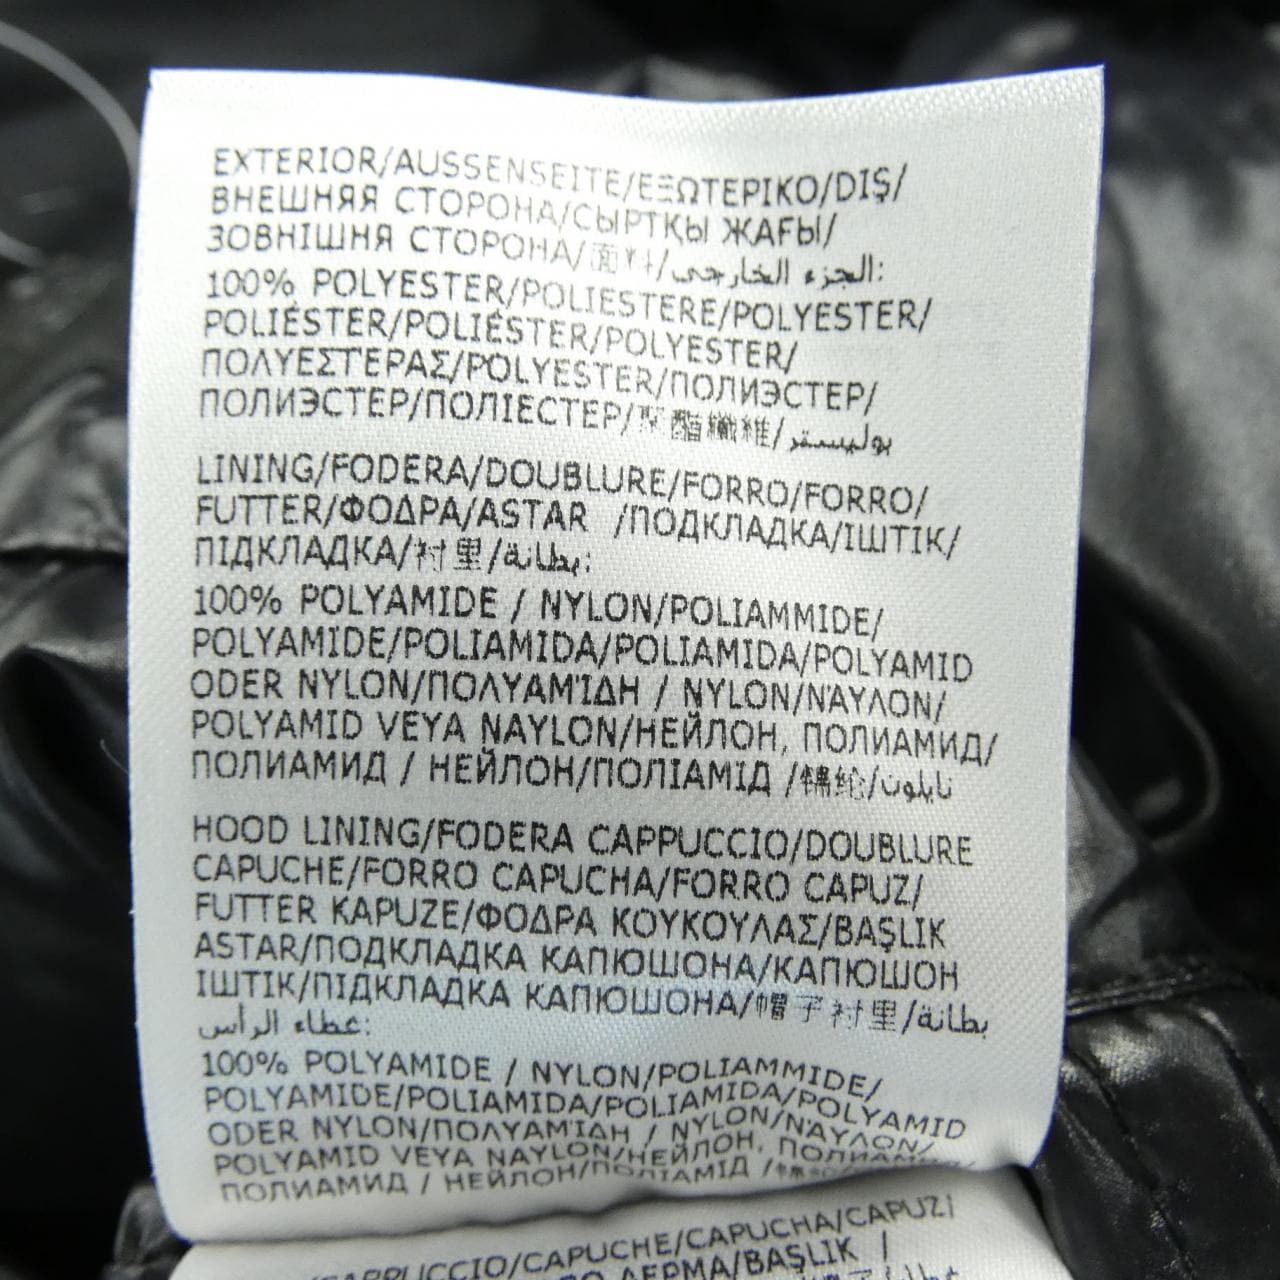 EXTERIOR/AUSSENSEITE/ΕΞΩΤΕΡΙΚΟ/DIŞ/
ВНЕШНЯЯ СТОРОНА/СЫРТҚЫ ЖАҒЫ/
ЗОВНІШНЯ СТОРОНА/面料/الجزء الخارجي:
100% POLYESTER/POLIESTERE/POLYESTER/
POLIÉSTER/POLIÉSTER/POLYESTER/
ΠΟΛΥΕΣΤΕΡΑΣ/POLYESTER/ПОЛИЭСТЕР/
ПОЛИЭСТЕР/ПОЛІЕСТЕР/聚酯纖維/بوليستر
LINING/FODERA/DOUBLURE/FORRO/FORRO/
FUTTER/ΦΟΔΡΑ/ASTAR /ПОДКЛАДКА/ІШТІК/
ПІДКЛАДКА/衬里/بطانة:
100% POLYAMIDE / NYLON/POLIAMMIDE/
POLYAMIDE/POLIAMIDA/POLIAMIDA/POLYAMID
ODER NYLON/ΠΟΛΥΑΜΊΔΗ / NYLON/ΝΆΥΛΟΝ/
POLYAMID VEYA NAYLON/НЕЙЛОН, ПОЛИАМИД/
ПОЛИАМИД / НЕЙЛОН/ПОЛІАМІД /锦纶/نايلون
HOOD LINING/FODERA CAPPUCCIO/DOUBLURE
CAPUCHE/FORRO CAPUCHA/FORRO CAPUZ/
FUTTER KAPUZE/ΦΟΔΡΑ ΚΟΥΚΟΥΛΑΣ/BAŞLIK
ASTAR/ПОДКЛАДКА КАПЮШОНА/КАПЮШОН
ІШТІК/ПІДКЛАДКА КАПЮШОНА/帽子衬里/بطانة
غطاء الرأس:
100% POLYAMIDE / NYLON/POLIAMMIDE/
POLYAMIDE/POLIAMIDA/POLIAMIDA/POLYAMID
ODER NYLON/ΠΟΛΥΑΜΊΔΗ / NYLON/ΝΆΥΛΟΝ/
POLYAMID VEYA NAYLON/НЕЙЛОН,
ПОЛИАМИД / НЕЙЛОН/ПОЛІАМІД /
CAPPUCCIO/CAPUCHE/CAPUCHA/CAPUZ/
ДЕРМА/BAŞLIK /